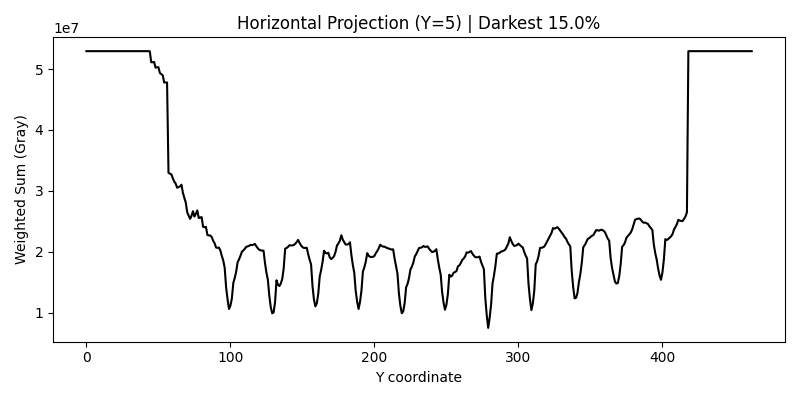 Horizontal Projection (Y=5) | Darkest 15.0%
1e7
5
4
3
2
1
Weighted Sum (Gray)
0
100
200
300
400
Y coordinate